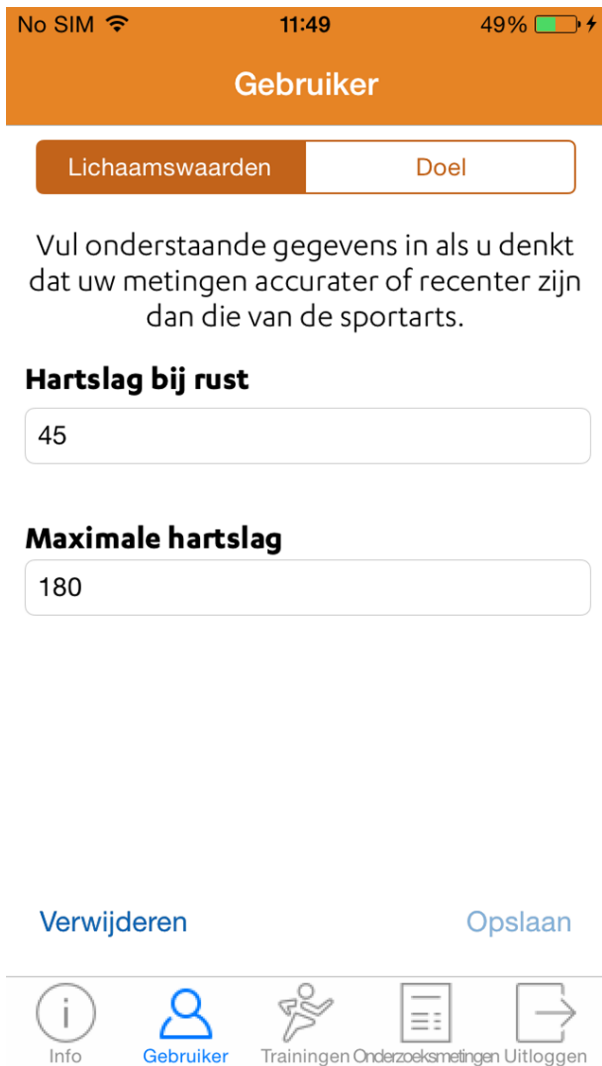 No SIM 11:49 49%
Gebruiker
Lichaamswaarden Doel
Vul onderstaande gegevens in als u denkt
dat uw metingen accurater of recenter zijn
dan die van de sportarts.
Hartslag bij rust
45
Maximale hartslag
180
Verwijderen Opslaan
Info Gebruiker Trainingen Onderzoeksmetingen Uitloggen